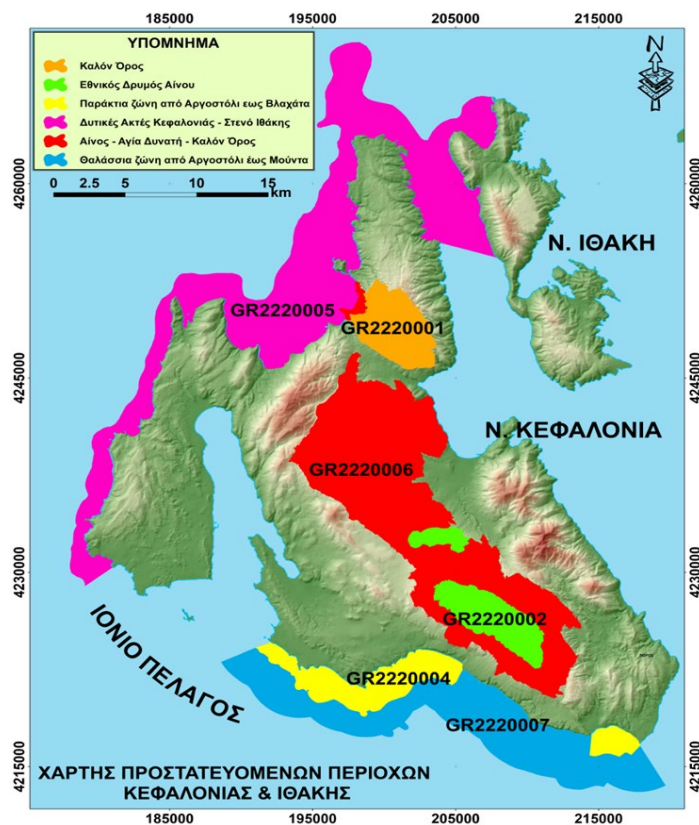 185000 195000 205000 215000
ΥΠΟΜΝΗΜΑ
Καλόν Όρος
Εθνικός Δρυμός Αίνου
Παράκτια ζώνη από Αργοστόλι εως Βλαχάτα
Δυτικές Ακτές Κεφαλονιάς - Στενό Ιθάκης
Αίνος - Αγία Δυνατή - Καλόν Όρος
Θαλάσσια ζώνη από Αργοστόλι έως Μούντα
0 2.5 5 10 15
km
N
4260000 4260000
Ν. ΙΘΑΚΗ
GR2220005
GR2220001
4245000 4245000
Ν. ΚΕΦΑΛΟΝΙΑ
GR2220006
4230000 4230000
GR2220002
ΙΟΝΙΟ ΠΕΛΑΓΟΣ
GR2220004
GR2220007
4215000 4215000
ΧΑΡΤΗΣ ΠΡΟΣΤΑΤΕΥΟΜΕΝΩΝ ΠΕΡΙΟΧΩΝ
ΚΕΦΑΛΟΝΙΑΣ & ΙΘΑΚΗΣ
185000 195000 205000 215000